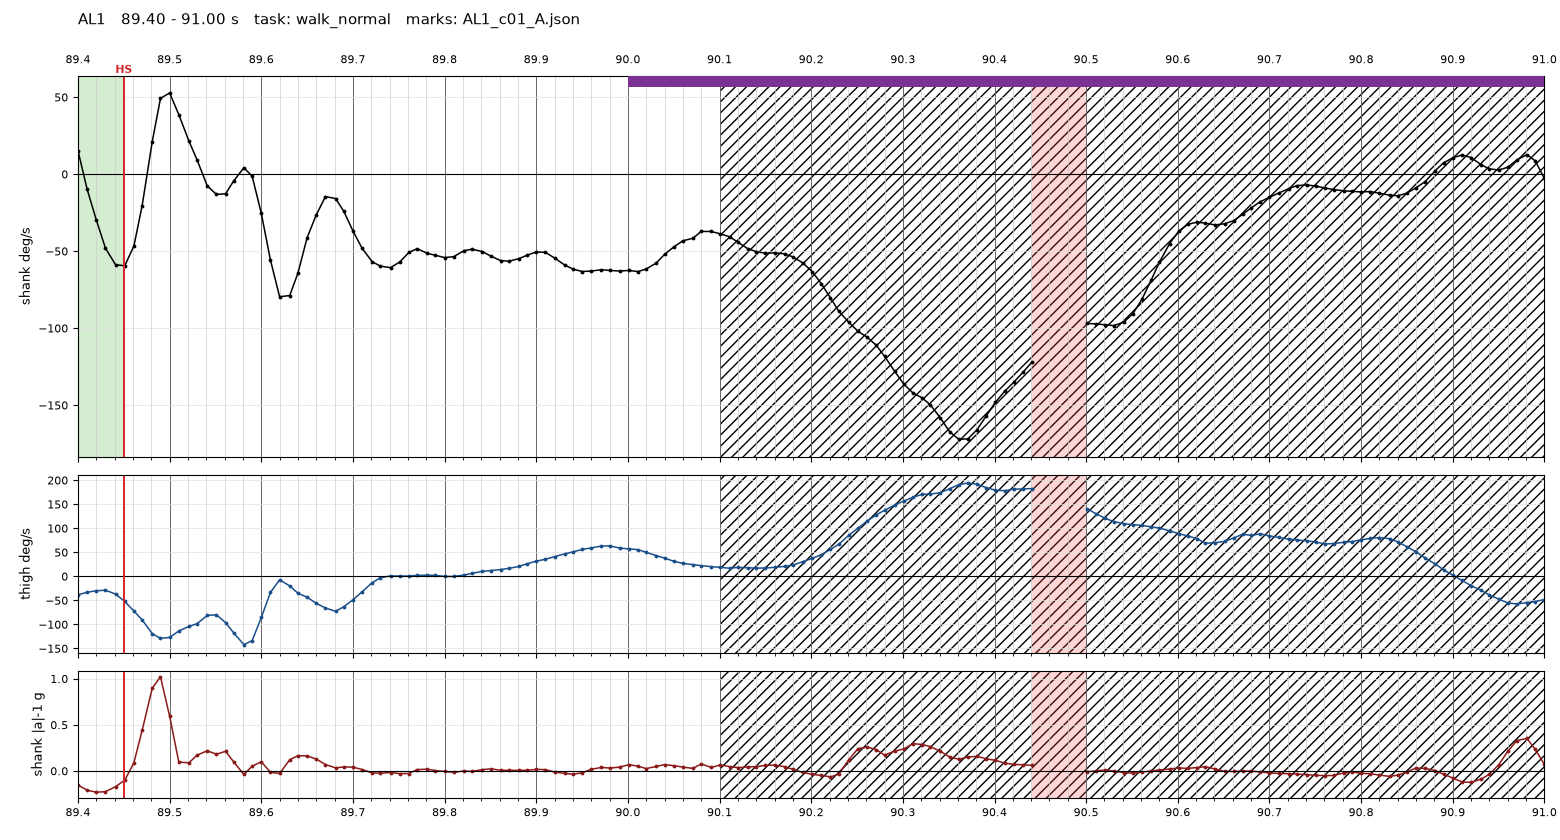 AL1   89.40 - 91.00 s   task: walk_normal   marks: AL1_c01_A.json
89.4 89.5 89.6 89.7 89.8 89.9 90.0 90.1 90.2 90.3 90.4 90.5 90.6 90.7 90.8 90.9 91.0
HS
50
0
−50
−100
−150
shank deg/s
200
150
100
50
0
−50
−100
−150
thigh deg/s
1.0
0.5
0.0
shank |a|-1 g
89.4 89.5 89.6 89.7 89.8 89.9 90.0 90.1 90.2 90.3 90.4 90.5 90.6 90.7 90.8 90.9 91.0